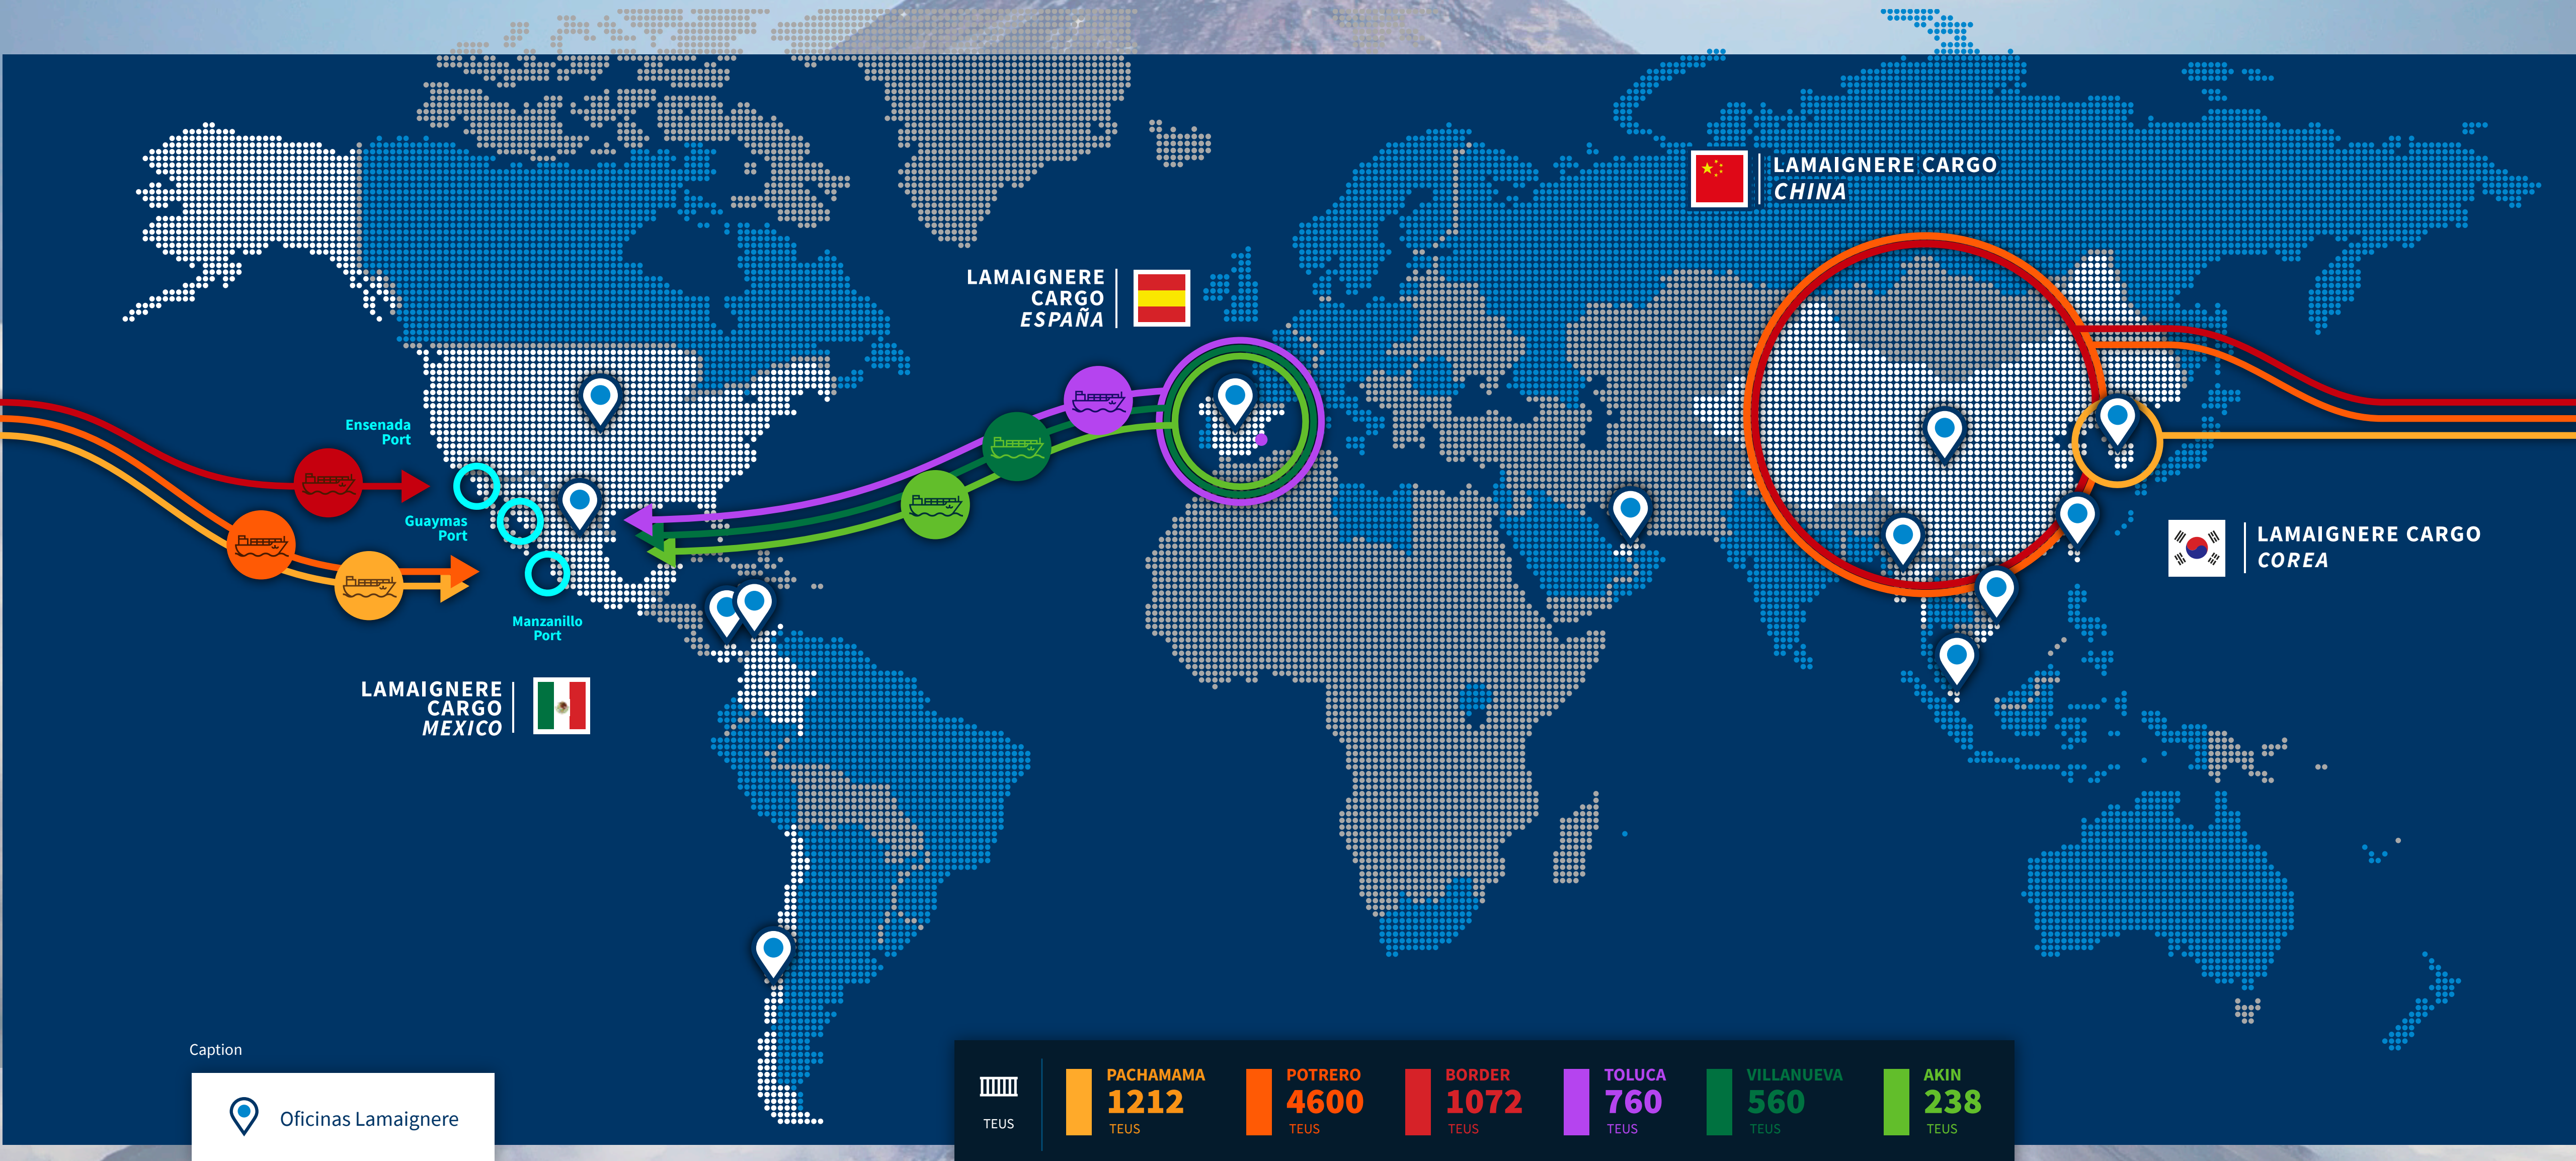 LAMAIGNERE CARGO
CHINA
LAMAIGNERE
CARGO
ESPAÑA
Ensenada
Port
Guaymas
Port
Manzanillo
Port
LAMAIGNERE CARGO
COREA
LAMAIGNERE
CARGO
MEXICO
Caption
Oficinas Lamaignere
TEUS
PACHAMAMA
1212
TEUS
POTRERO
4600
TEUS
BORDER
1072
TEUS
TOLUCA
760
TEUS
VILLANUEVA
560
TEUS
AKIN
238
TEUS